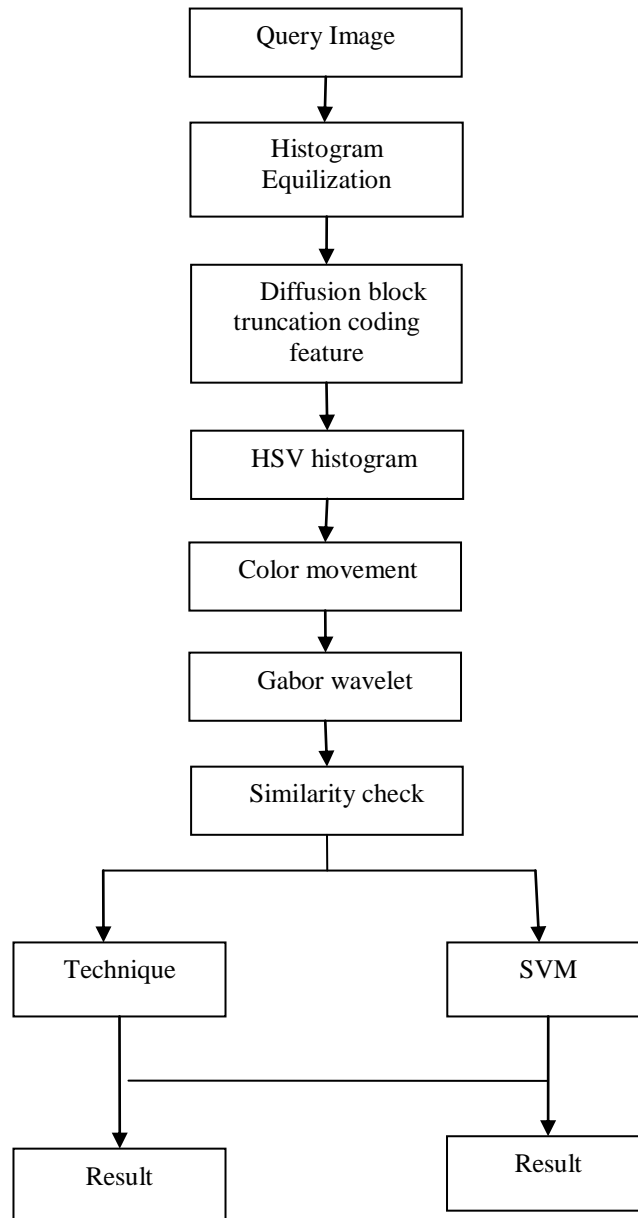 Query Image
Histogram
Equilization
Diffusion block
truncation coding
feature
HSV histogram
Color movement
Gabor wavelet
Similarity check
Technique
SVM
Result
Result